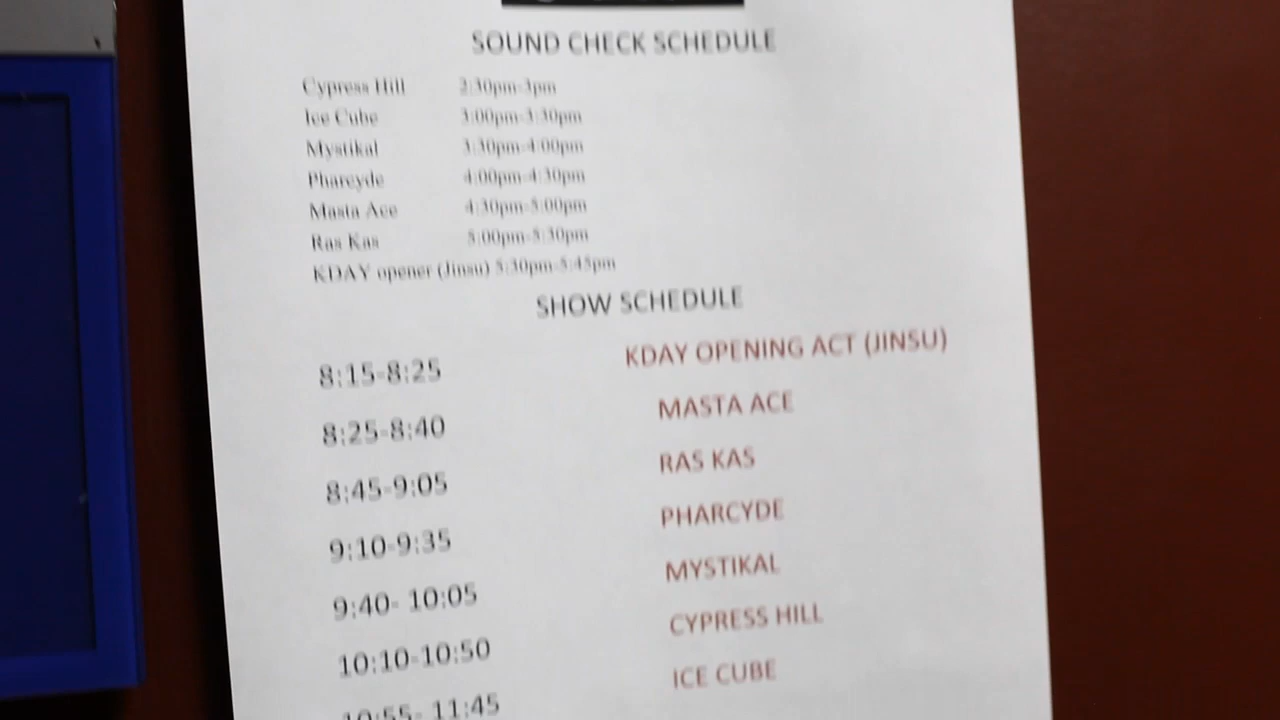 SOUND CHECK SCHEDULE
Cypress Hill 2:30pm-3pm
Ice Cube 3:00pm-3:30pm
Mystikal 3:30pm-4:00pm
Pharcyde 4:00pm-4:30pm
Masta Ace 4:30pm-5:00pm
Ras Kas 5:00pm-5:30pm
KDAY opener (Jinsu) 5:30pm-5:45pm
SHOW SCHEDULE
8:15-8:25 KDAY OPENING ACT (JINSU)
8:25-8:40 MASTA ACE
8:45-9:05 RAS KAS
9:10-9:35 PHARCYDE
9:40- 10:05 MYSTIKAL
10:10-10:50 CYPRESS HILL
10:55- 11:45 ICE CUBE